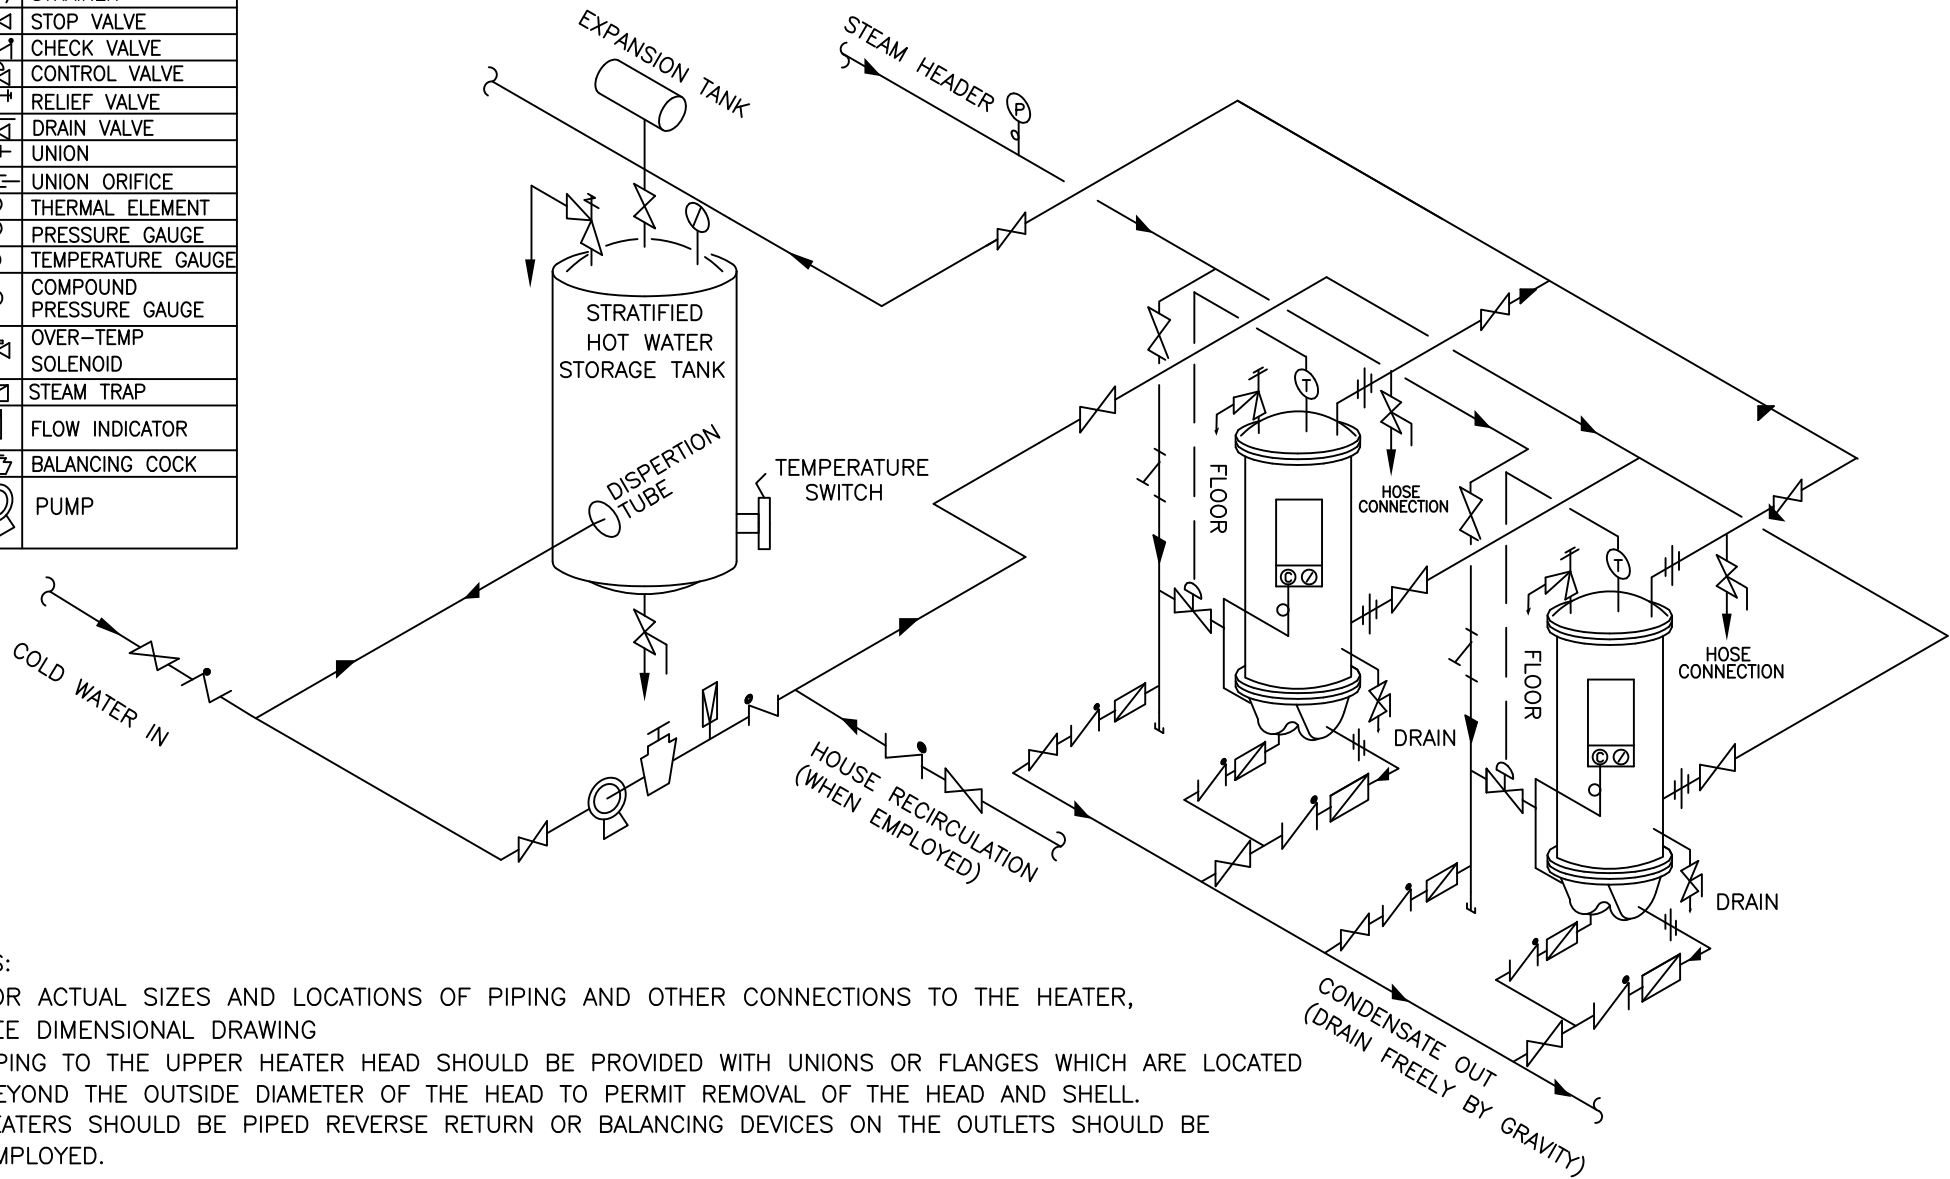 STOP VALVE
CHECK VALVE
CONTROL VALVE
RELIEF VALVE
DRAIN VALVE
UNION
UNION ORIFICE
THERMAL ELEMENT
PRESSURE GAUGE
TEMPERATURE GAUGE
COMPOUND
PRESSURE GAUGE
OVER-TEMP
SOLENOID
STEAM TRAP
FLOW INDICATOR
BALANCING COCK
PUMP
EXPANSION TANK
STEAM HEADER
P
STRATIFIED
HOT WATER
STORAGE TANK
DISPERTION
TUBE
TEMPERATURE
SWITCH
COLD WATER IN
HOUSE RECIRCULATION
(WHEN EMPLOYED)
T
FLOOR
HOSE
CONNECTION
C
DRAIN
T
FLOOR
HOSE
CONNECTION
C
DRAIN
CONDENSATE OUT
(DRAIN FREELY BY GRAVITY)
S:
OR ACTUAL SIZES AND LOCATIONS OF PIPING AND OTHER CONNECTIONS TO THE HEATER,
EE DIMENSIONAL DRAWING
PING TO THE UPPER HEATER HEAD SHOULD BE PROVIDED WITH UNIONS OR FLANGES WHICH ARE LOCATED
EYOND THE OUTSIDE DIAMETER OF THE HEAD TO PERMIT REMOVAL OF THE HEAD AND SHELL.
EATERS SHOULD BE PIPED REVERSE RETURN OR BALANCING DEVICES ON THE OUTLETS SHOULD BE
MPLOYED.